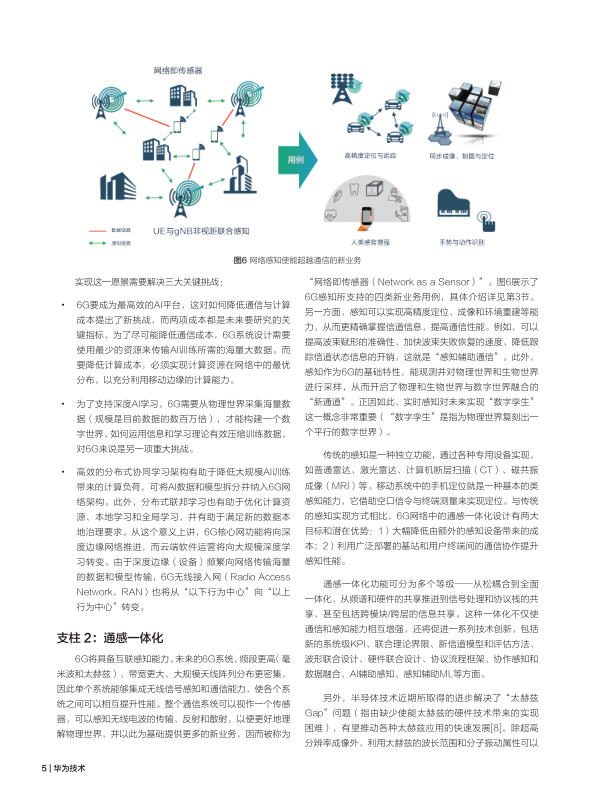 网络即传感器
用例
高精度定位与追踪
同步成像、制图与定位
数据链路
感知链路
UE与gNB非视距联合感知
人类感官增强
手势与动作识别
图6 网络感知使能超越通信的新业务
实现这一愿景需要解决三大关键挑战：
• 6G要成为最高效的AI平台，这对如何降低通信与计算
成本提出了新挑战，而两项成本都是未来要研究的关
键指标。为了尽可能降低通信成本，6G系统设计需要
使用最少的资源来传输AI训练所需的海量大数据。而
要降低计算成本，必须实现计算资源在网络中的最优
分布，以充分利用移动边缘的计算能力。
• 为了支持深度AI学习，6G需要从物理世界采集海量数
据（规模是目前数据的数百万倍），才能构建一个数
字世界。如何运用信息和学习理论有效压缩训练数据，
对6G来说是另一项重大挑战。
• 高效的分布式协同学习架构有助于降低大规模AI训练
带来的计算负荷，可将AI数据和模型拆分并纳入6G网
络架构。此外，分布式联邦学习也有助于优化计算资
源、本地学习和全局学习，并有助于满足新的数据本
地治理要求。从这个意义上讲，6G核心网功能将向深
度边缘网络推进，而云端软件运营将向大规模深度学
习转变。由于深度边缘（设备）频繁向网络传输海量
的数据和模型传输，6G无线接入网（Radio Access
Network，RAN）也将从“以下行为中心”向“以上
行为中心”转变。
支柱 2：通感一体化
6G将具备互联感知能力。未来的6G系统，频段更高（毫
米波和太赫兹）、带宽更大、大规模天线阵列分布更密集，
因此单个系统能够集成无线信号感知和通信能力，使各个系
统之间可以相互提升性能。整个通信系统可以视作一个传感
器，可以感知无线电波的传输、反射和散射，以便更好地理
解物理世界，并以此为基础提供更多的新业务，因而被称为
“网络即传感器（Network as a Sensor）”。图6展示了
6G感知所支持的四类新业务用例，具体介绍详见第3节。
另一方面，感知可以实现高精度定位、成像和环境重建等能
力，从而更精确掌握信道信息，提高通信性能。例如，可以
提高波束赋形的准确性、加快波束失败恢复的速度、降低跟
踪信道状态信息的开销，这就是“感知辅助通信”。此外，
感知作为6G的基础特性，能观测并对物理世界和生物世界
进行采样，从而开启了物理和生物世界与数字世界融合的
“新通道”。正因如此，实时感知对未来实现“数字孪生”
这一概念非常重要（“数字孪生”是指为物理世界复刻出一
个平行的数字世界）。
传统的感知是一种独立功能，通过各种专用设备实现，
如普通雷达、激光雷达、计算机断层扫描（CT）、磁共振
成像（MRI）等。移动系统中的手机定位就是一种基本的类
感知能力，它借助空口信令与终端测量来实现定位。与传统
的感知实现方式相比，6G网络中的通感一体化设计有两大
目标和潜在优势：1）大幅降低由额外的感知设备带来的成
本；2）利用广泛部署的基站和用户终端间的通信协作提升
感知性能。
通感一体化功能可分为多个等级——从松耦合到全面
一体化，从频谱和硬件的共享推进到信号处理和协议栈的共
享，甚至包括跨模块/跨层的信息共享。这种一体化不仅使
通信和感知能力相互增强，还将促进一系列技术创新，包括
新的系统级KPI、联合理论界限、新信道模型和评估方法、
波形联合设计、硬件联合设计、协议流程框架、协作感知和
数据融合、AI辅助感知、感知辅助ML等方面。
另外，半导体技术近期所取得的进步解决了“太赫兹
Gap”问题（指由缺少使能太赫兹的硬件技术带来的实现
困难），有望推动各种太赫兹应用的快速发展[8]。除超高
分辨率成像外，利用太赫兹的波长范围和分子振动属性可以
5 | 华为技术